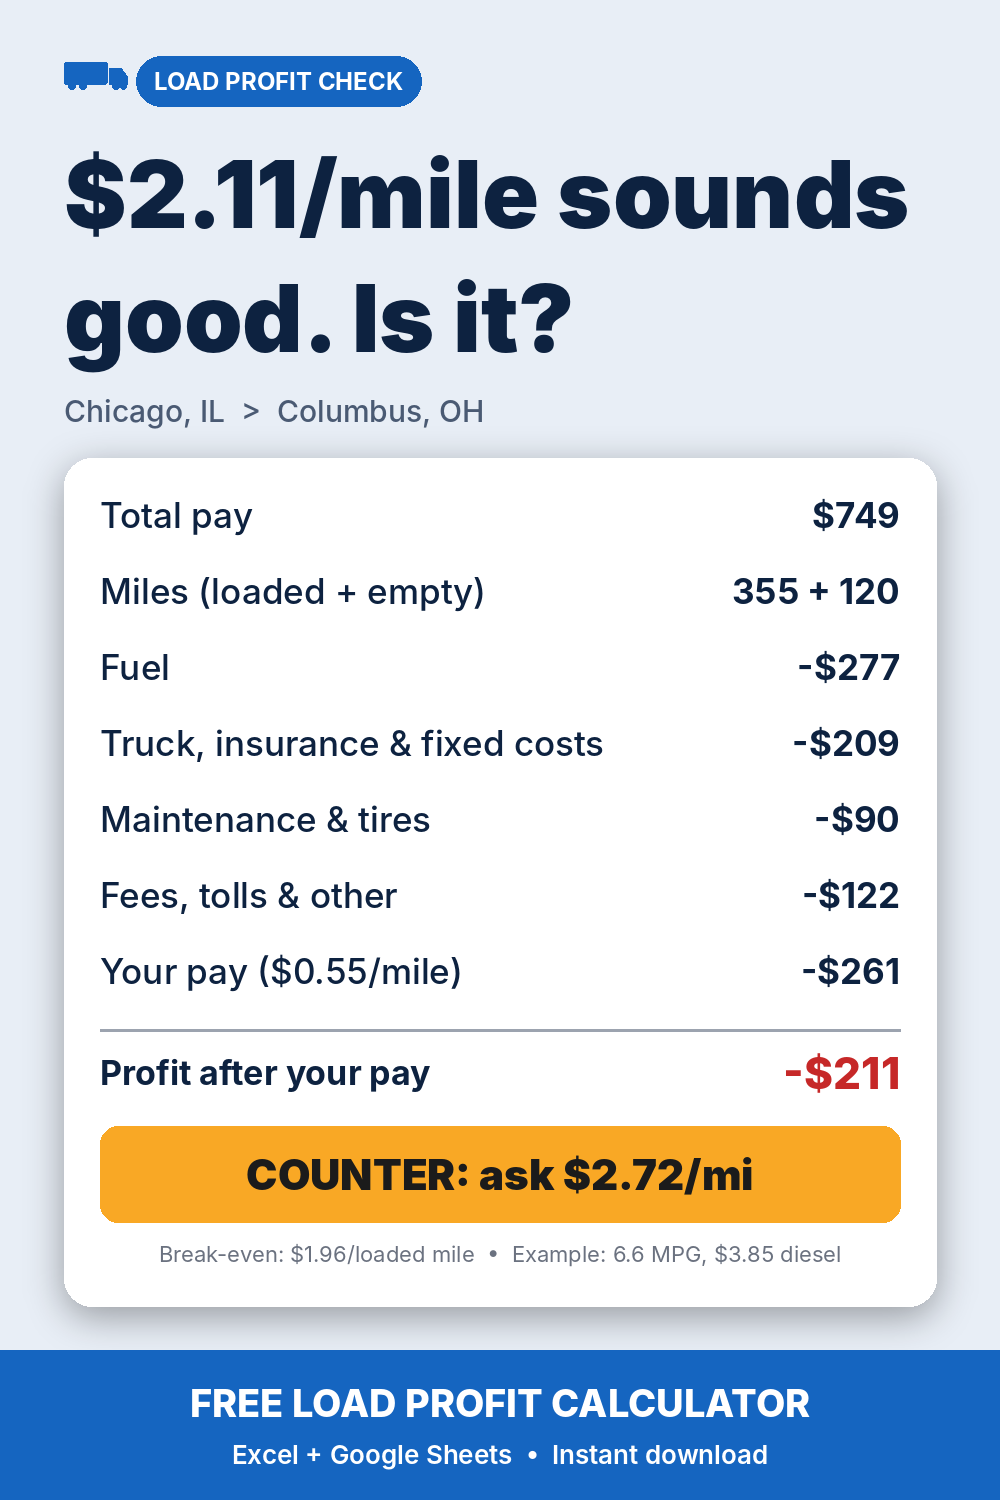 LOAD PROFIT CHECK
$2.11/mile sounds
good. Is it?
Chicago, IL > Columbus, OH
Total pay $749
Miles (loaded + empty) 355 + 120
Fuel -$277
Truck, insurance & fixed costs -$209
Maintenance & tires -$90
Fees, tolls & other -$122
Your pay ($0.55/mile) -$261
Profit after your pay -$211
COUNTER: ask $2.72/mi
Break-even: $1.96/loaded mile • Example: 6.6 MPG, $3.85 diesel
FREE LOAD PROFIT CALCULATOR
Excel + Google Sheets • Instant download